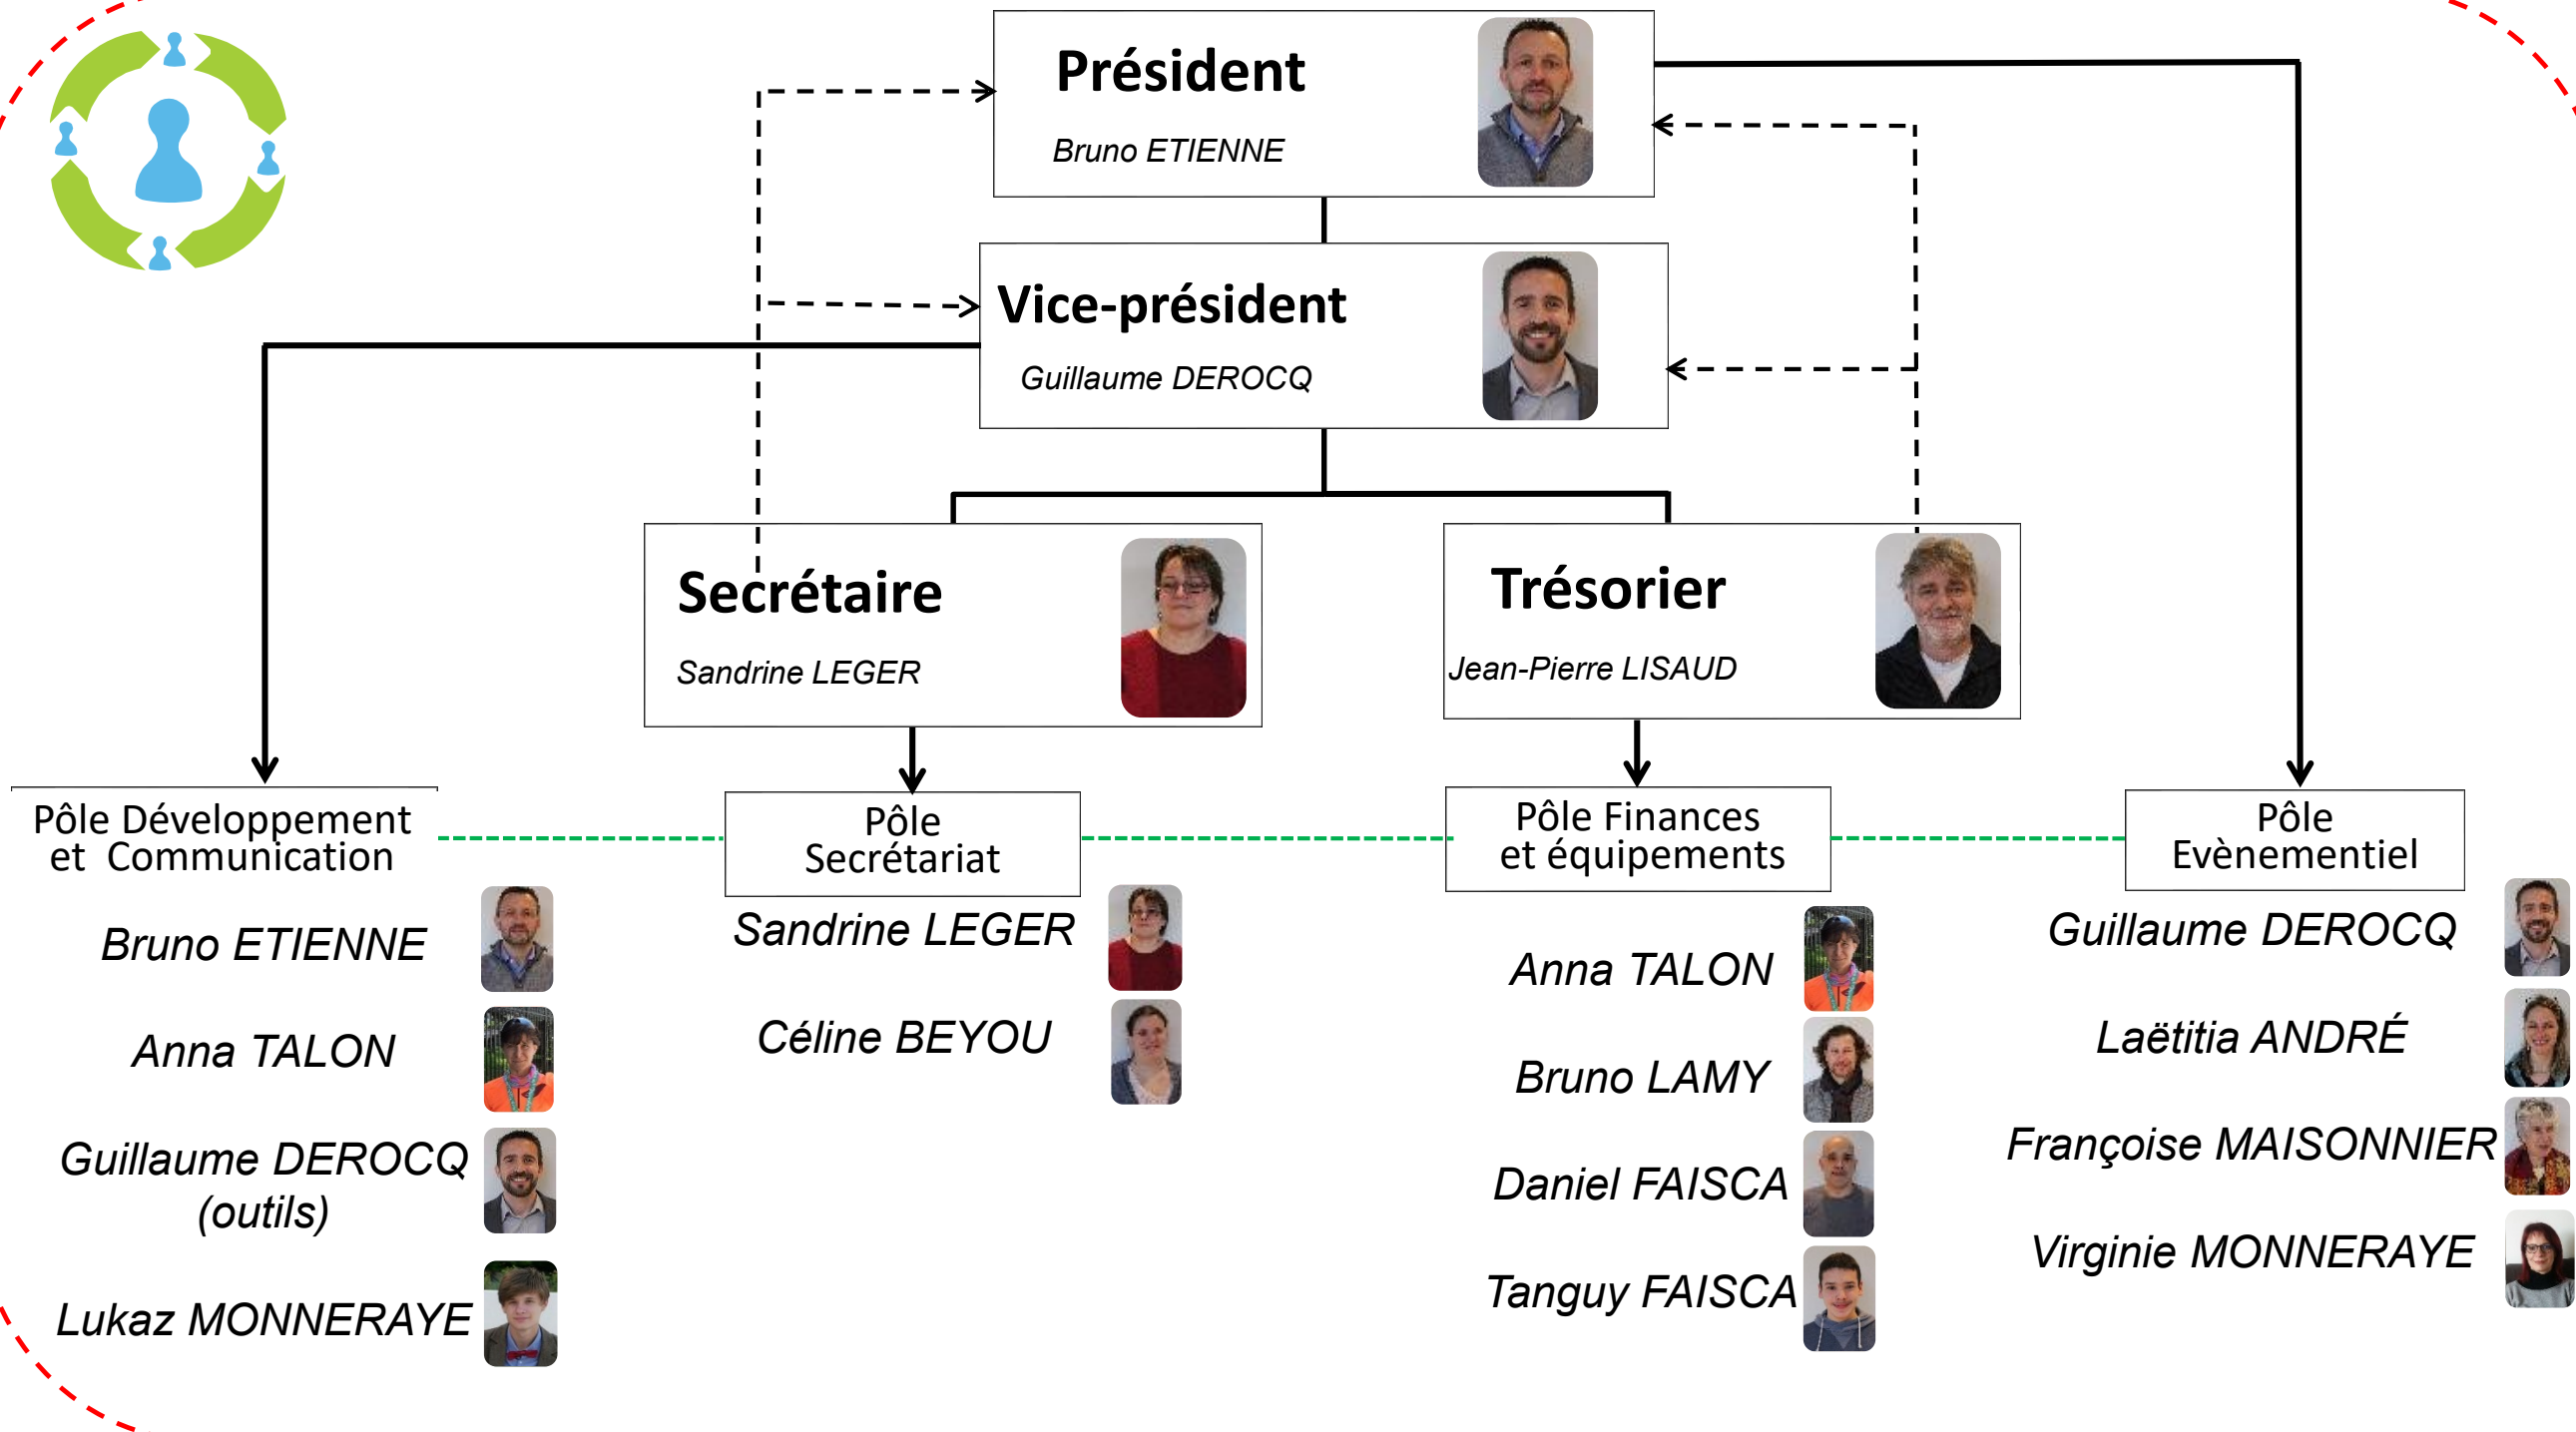 Président
Bruno ETIENNE
Vice-président
Guillaume DEROCQ
Secrétaire
Sandrine LEGER
Trésorier
Jean-Pierre LISAUD
Pôle Développement
et Communication
Bruno ETIENNE
Anna TALON
Guillaume DEROCQ
(outils)
Lukaz MONNERAYE
Pôle
Secrétariat
Sandrine LEGER
Céline BEYOU
Pôle Finances
et équipements
Anna TALON
Bruno LAMY
Daniel FAISCA
Tanguy FAISCA
Pôle
Evènementiel
Guillaume DEROCQ
Laëtitia ANDRÉ
Françoise MAISONNIER
Virginie MONNERAYE